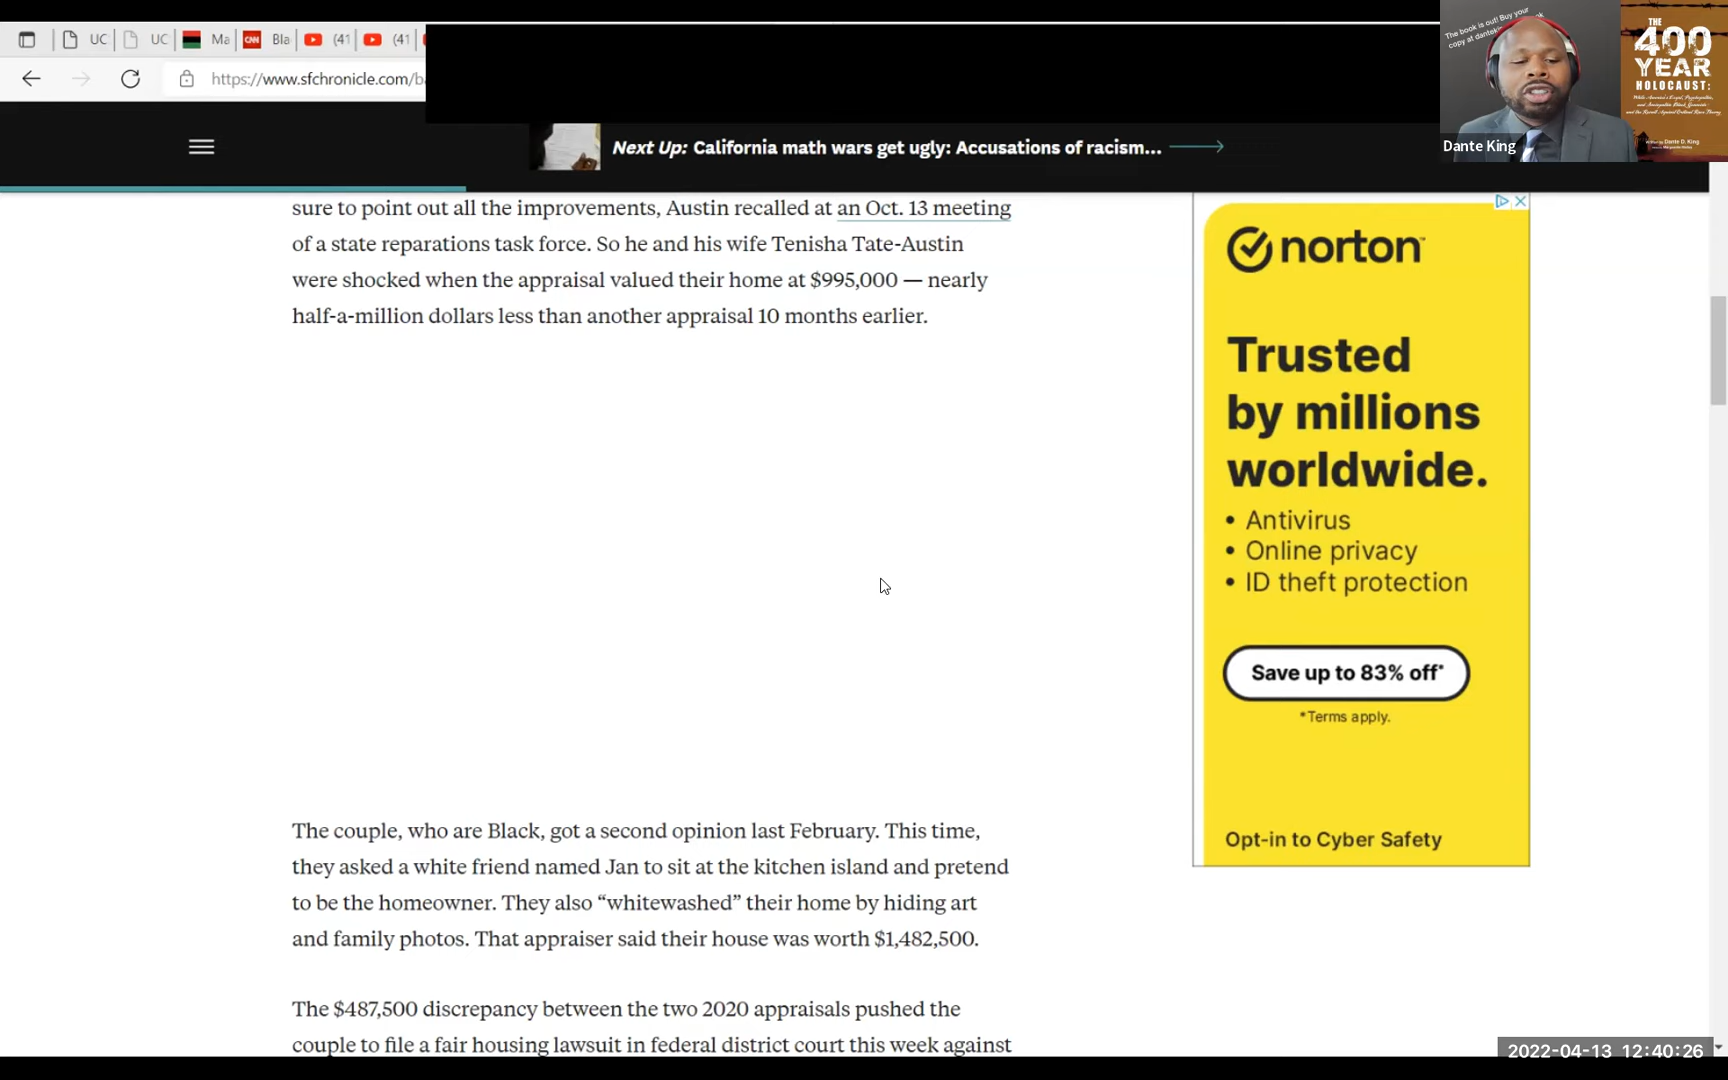 UC
UC
Ma
CNN
Bla
(41
(41
https://www.sfchronicle.com/b
Next Up: California math wars get ugly: Accusations of racism...
The book is out! Buy your
copy at
THE
400
YEAR
HOLOCAUST:
Dante King
sure to point out all the improvements, Austin recalled at an Oct. 13 meeting
of a state reparations task force. So he and his wife Tenisha Tate-Austin
were shocked when the appraisal valued their home at $995,000 — nearly
half-a-million dollars less than another appraisal 10 months earlier.
norton
Trusted
by millions
worldwide.
• Antivirus
• Online privacy
• ID theft protection
Save up to 83% off*
*Terms apply.
Opt-in to Cyber Safety
The couple, who are Black, got a second opinion last February. This time,
they asked a white friend named Jan to sit at the kitchen island and pretend
to be the homeowner. They also “whitewashed” their home by hiding art
and family photos. That appraiser said their house was worth $1,482,500.
The $487,500 discrepancy between the two 2020 appraisals pushed the
couple to file a fair housing lawsuit in federal district court this week against
2022-04-13 12:40:26